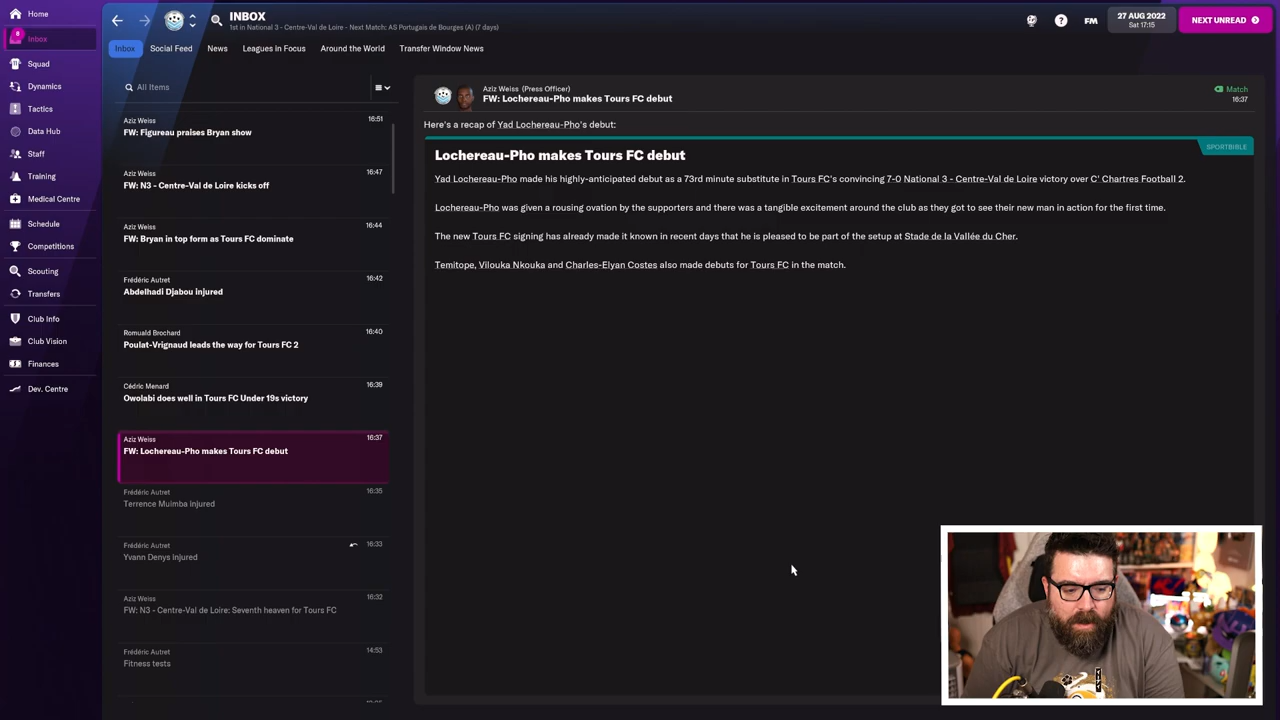 Home
8
Inbox
Squad
Dynamics
Tactics
Data Hub
Staff
Training
Medical Centre
Schedule
Competitions
Scouting
Transfers
Club Info
Club Vision
Finances
Dev. Centre
INBOX
1st in National 3 - Centre-Val de Loire - Next Match: AS Portugais de Bourges (A) (7 days)
FM
27 AUG 2022
Sat 17:15
NEXT UNREAD
Inbox
Social Feed
News
Leagues in Focus
Around the World
Transfer Window News
All Items
Aziz Weiss
16:51
FW: Figureau praises Bryan show
Aziz Weiss
16:47
FW: N3 - Centre-Val de Loire kicks off
Aziz Weiss
16:44
FW: Bryan in top form as Tours FC dominate
Frédéric Autret
16:42
Abdelhadi Djabou injured
Romuald Brochard
16:40
Poulat-Vrignaud leads the way for Tours FC 2
Cédric Menard
16:39
Owolabi does well in Tours FC Under 19s victory
Aziz Weiss
16:37
FW: Lochereau-Pho makes Tours FC debut
Frédéric Autret
16:35
Terrence Muimba injured
Frédéric Autret
16:33
Yvann Denys injured
Aziz Weiss
16:32
FW: N3 - Centre-Val de Loire: Seventh heaven for Tours FC
Frédéric Autret
14:53
Fitness tests
Aziz Weiss (Press Officer)
FW: Lochereau-Pho makes Tours FC debut
Match
16:37
Here's a recap of Yad Lochereau-Pho's debut:
SPORTBIBLE
Lochereau-Pho makes Tours FC debut
Yad Lochereau-Pho made his highly-anticipated debut as a 73rd minute substitute in Tours FC's convincing 7-0 National 3 - Centre-Val de Loire victory over C' Chartres Football 2.
Lochereau-Pho was given a rousing ovation by the supporters and there was a tangible excitement around the club as they got to see their new man in action for the first time.
The new Tours FC signing has already made it known in recent days that he is pleased to be part of the setup at Stade de la Vallée du Cher.
Temitope, Vilouka Nkouka and Charles-Elyan Costes also made debuts for Tours FC in the match.